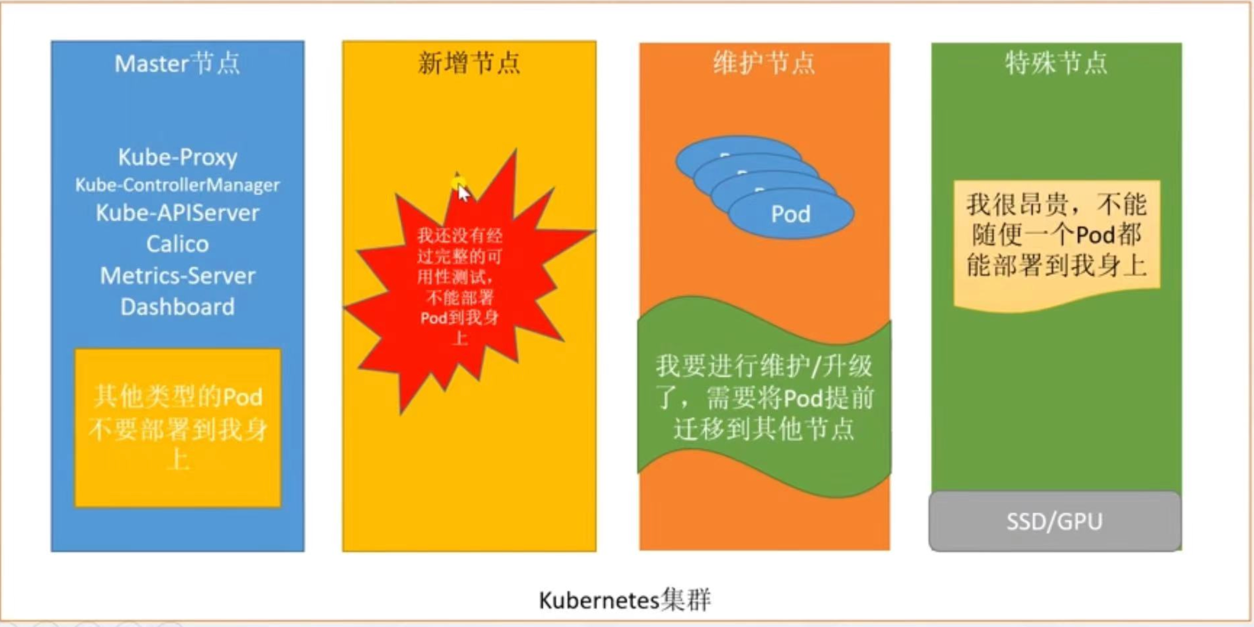 Master节点
Kube-Proxy
Kube-ControllerManager
Kube-APIServer
Calico
Metrics-Server
Dashboard
其他类型的Pod
不要部署到我身
上
新增节点
我还没有经
过完整的可
用性测试，
不能部署
Pod到我身
上
维护节点
Pod
我要进行维护/升级
了，需要将Pod提前
迁移到其他节点
特殊节点
我很昂贵，不能
随便一个Pod都
能部署到我身上
SSD/GPU
Kubernetes集群